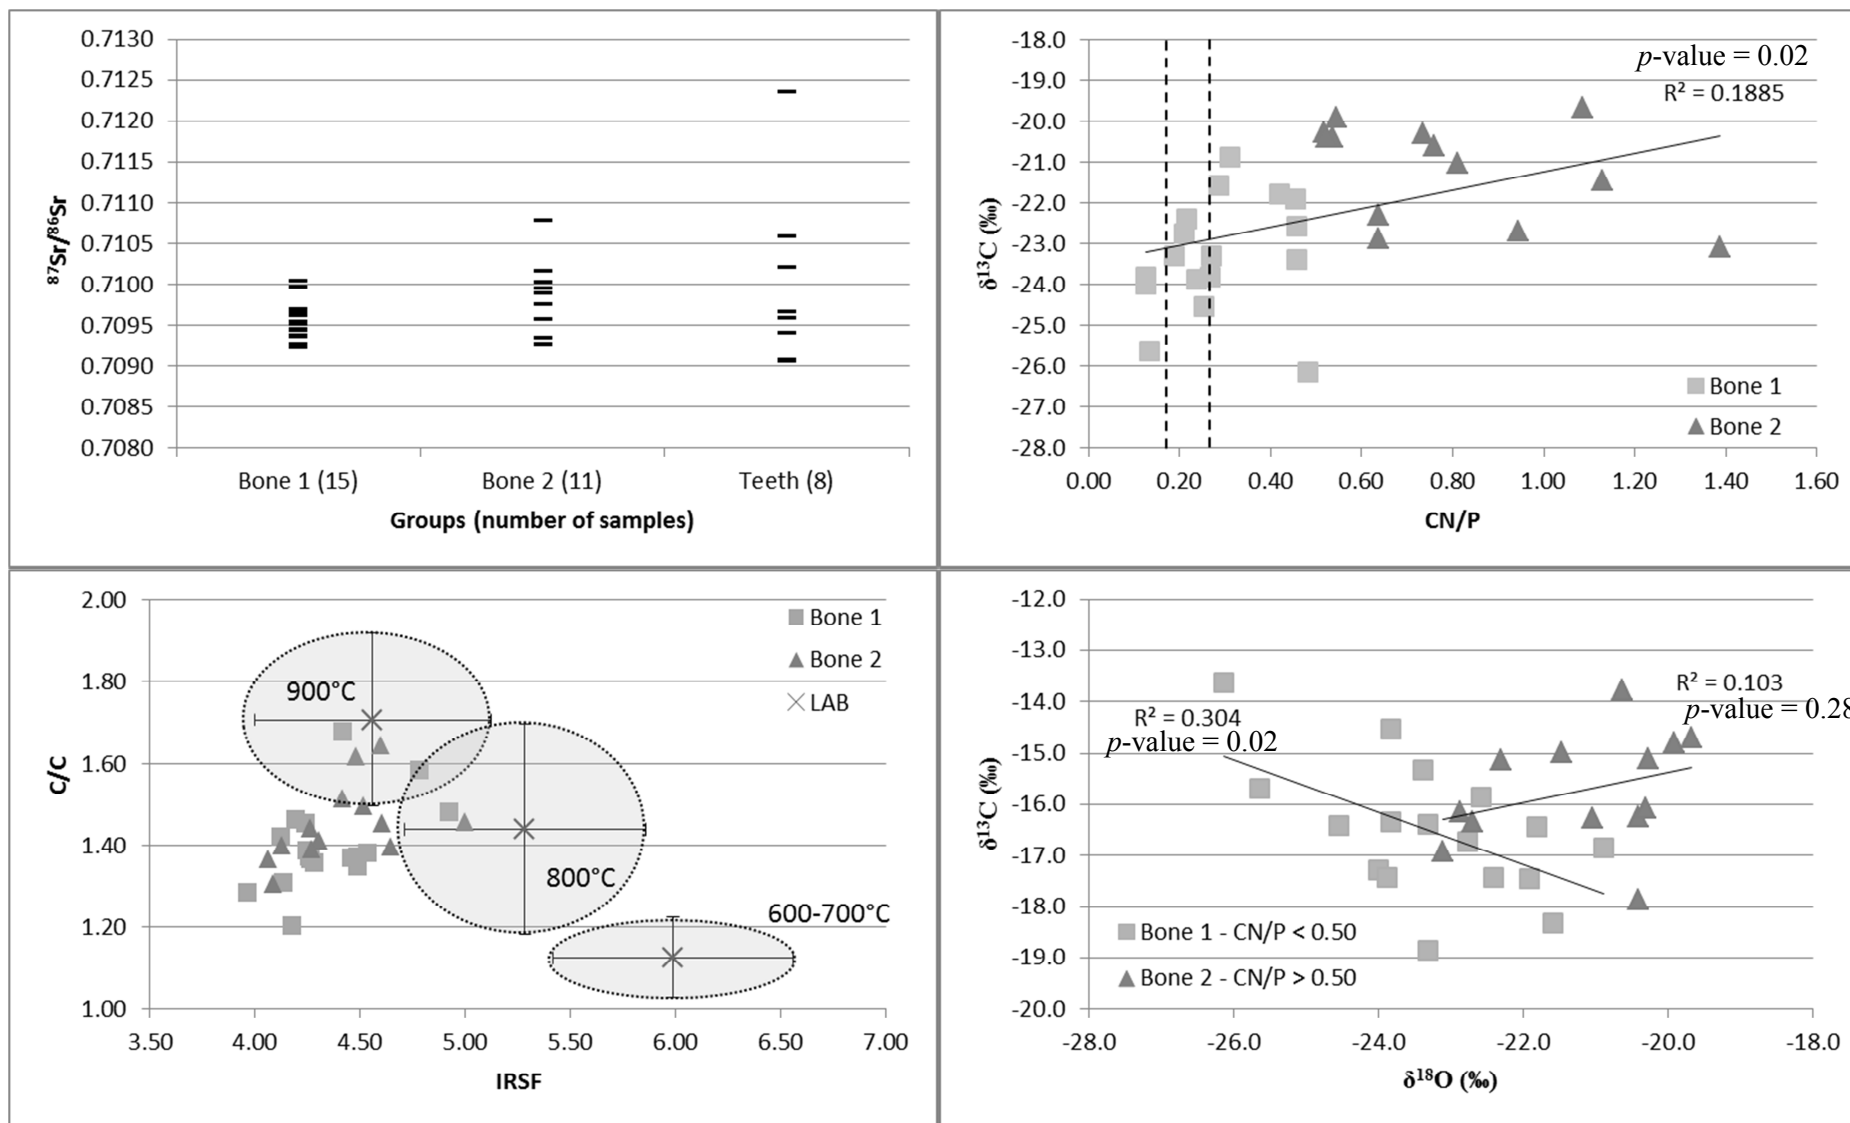 0.7130
0.7125
0.7120
0.7115
0.7110
0.7105
0.7100
0.7095
0.7090
0.7085
0.7080
⁸⁷Sr/⁸⁶Sr
Bone 1 (15) Bone 2 (11) Teeth (8)
Groups (number of samples)
-18.0
-19.0
-20.0
-21.0
-22.0
-23.0
-24.0
-25.0
-26.0
-27.0
-28.0
δ¹³C (‰)
p-value = 0.02
R² = 0.1885
Bone 1
Bone 2
0.00 0.20 0.40 0.60 0.80 1.00 1.20 1.40 1.60
CN/P
2.00
1.80
1.60
1.40
1.20
1.00
C/C
Bone 1
Bone 2
LAB
900°C
800°C
600-700°C
3.50 4.00 4.50 5.00 5.50 6.00 6.50 7.00
IRSF
-12.0
-13.0
-14.0
-15.0
-16.0
-17.0
-18.0
-19.0
-20.0
δ¹³C (‰)
R² = 0.304
p-value = 0.02
R² = 0.103
p-value = 0.28
Bone 1 - CN/P < 0.50
Bone 2 - CN/P > 0.50
-28.0 -26.0 -24.0 -22.0 -20.0 -18.0
δ¹⁸O (‰)